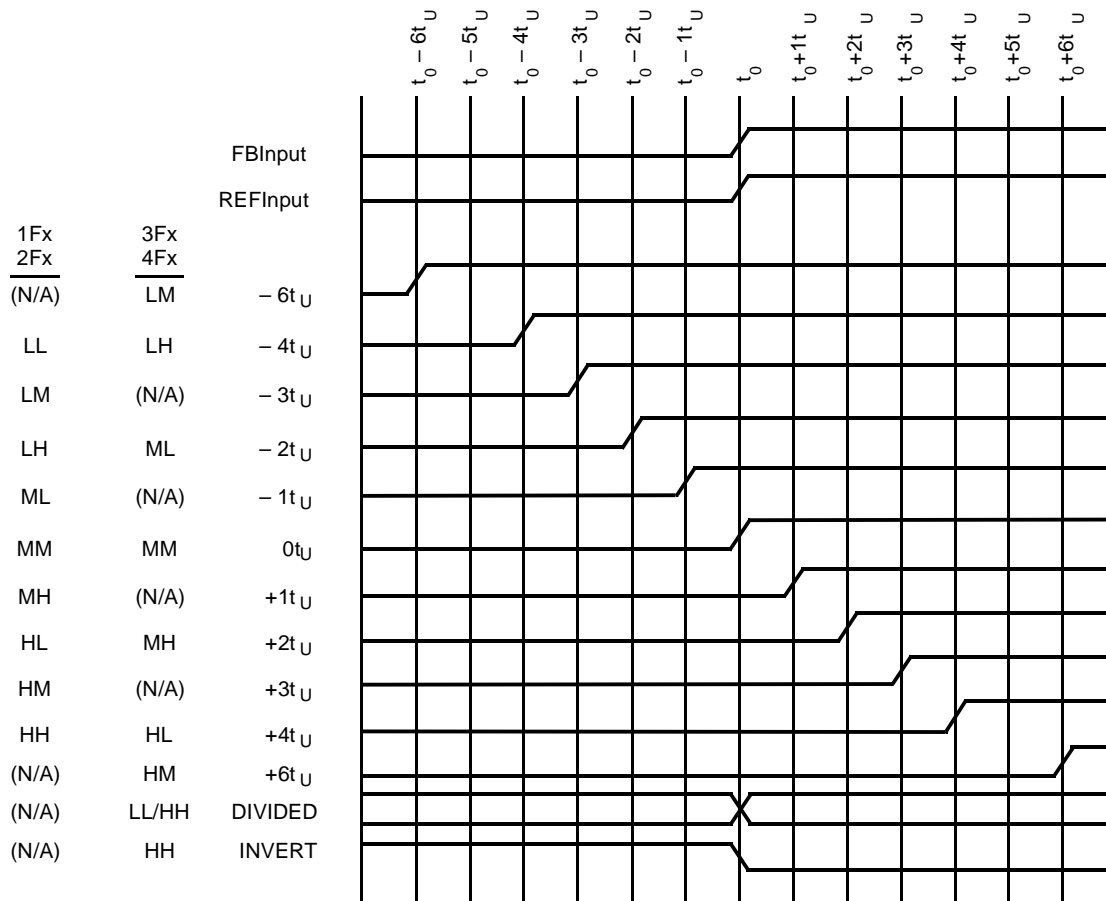 t0 – 6tU
t0 – 5tU
t0 – 4tU
t0 – 3tU
t0 – 2tU
t0 – 1tU
t0
t0+1tU
t0+2tU
t0+3tU
t0+4tU
t0+5tU
t0+6tU
FBInput
REFInput
1Fx 3Fx
2Fx 4Fx
(N/A) LM – 6tU
LL LH – 4tU
LM (N/A) – 3tU
LH ML – 2tU
ML (N/A) – 1tU
MM MM 0tU
MH (N/A) +1tU
HL MH +2tU
HM (N/A) +3tU
HH HL +4tU
(N/A) HM +6tU
(N/A) LL/HH DIVIDED
(N/A) HH INVERT